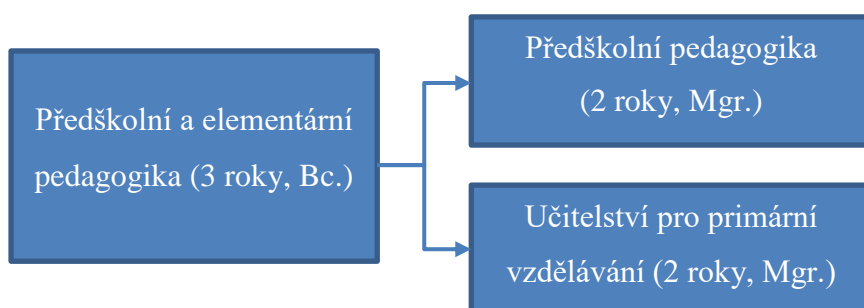 Předškolní a elementární
pedagogika (3 roky, Bc.)
Předškolní pedagogika
(2 roky, Mgr.)
Učitelství pro primární
vzdělávání (2 roky, Mgr.)